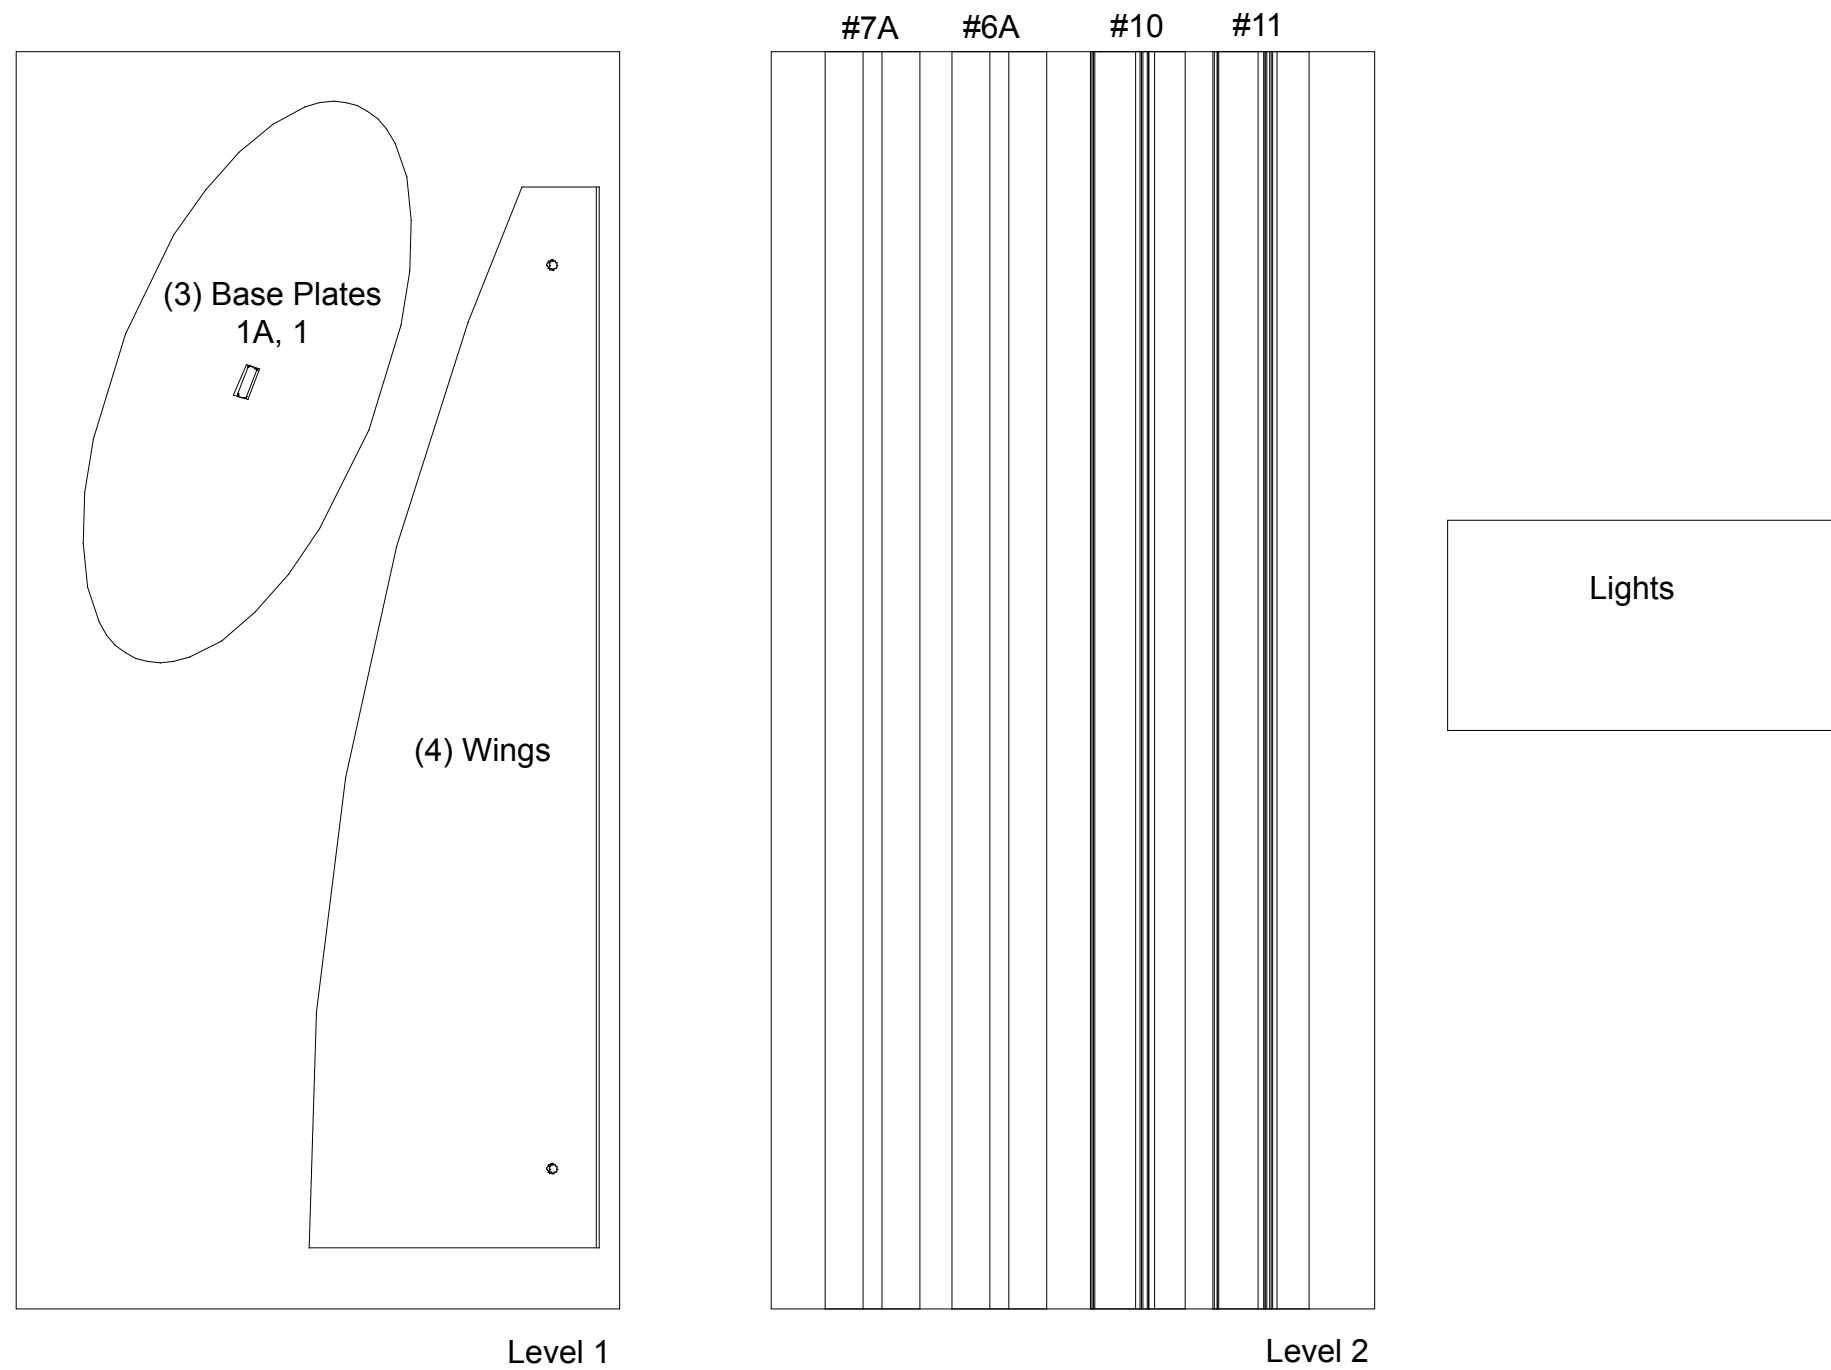 #7A
#6A
#10
#11
(3) Base Plates
1A, 1
(4) Wings
Lights
Level 1
Level 2